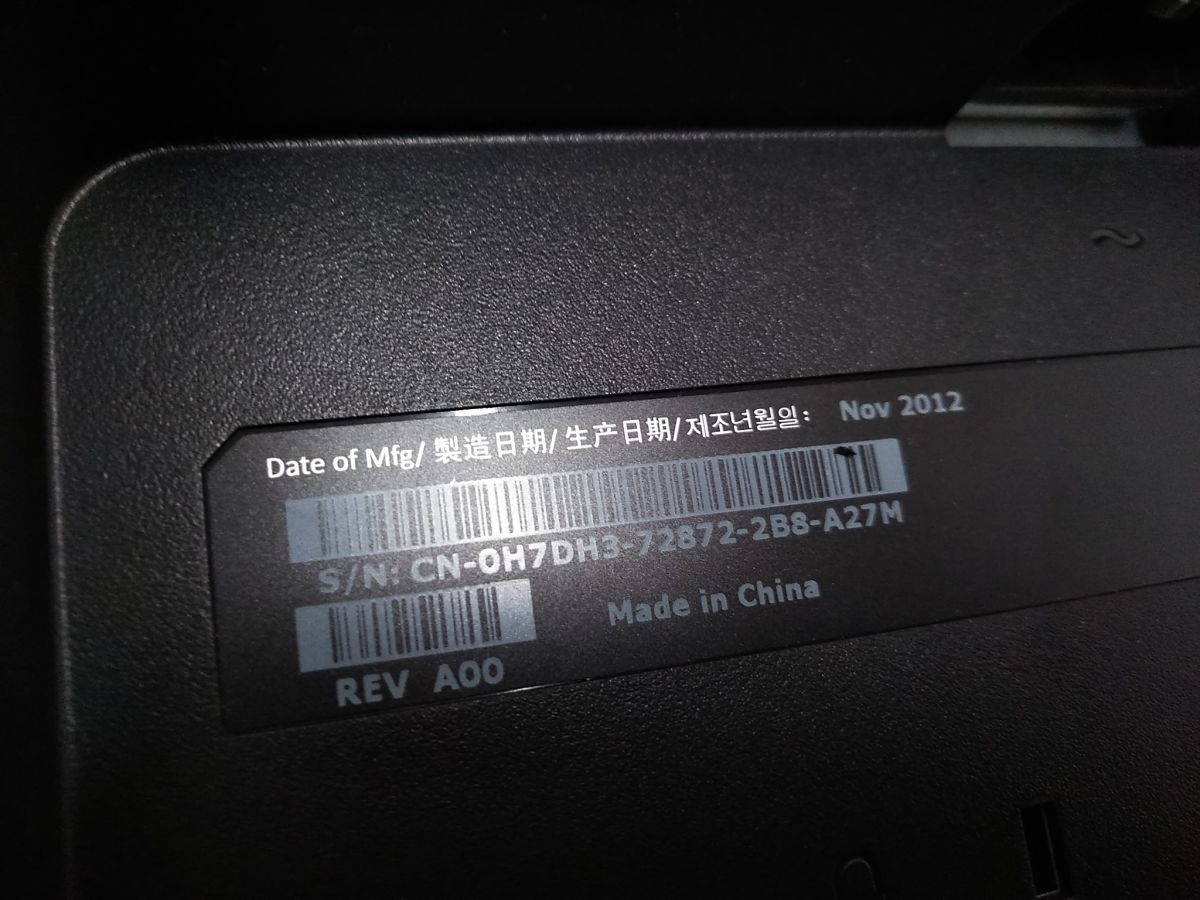 Date of Mfg/ 製造日期/ 生产日期/제조년월일: Nov 2012
S/N: CN-0H7DH3-72872-2B8-A27M
Made in China
REV A00